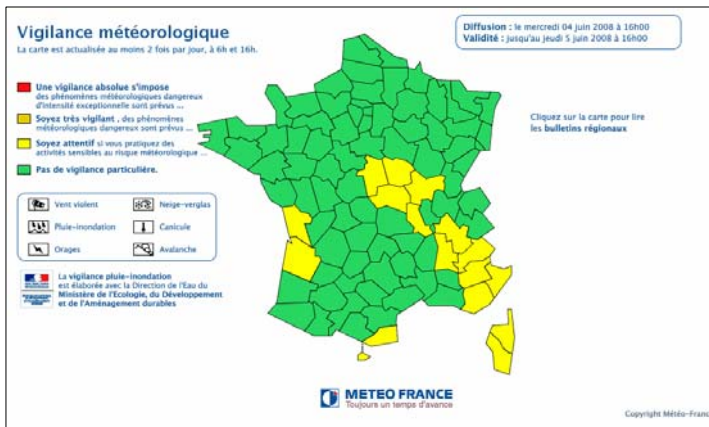 Vigilance météorologique
La carte est actualisée au moins 2 fois par jour, à 6h et 16h.
Diffusion : le mercredi 04 juin 2008 à 16h00
Validité : jusqu'au jeudi 5 juin 2008 à 16h00
Une vigilance absolue s'impose
des phénomènes météorologiques dangereux
d'intensité exceptionnelle sont prévus ...
Soyez très vigilant , des phénomènes
météorologiques dangereux sont prévus ...
Soyez attentif si vous pratiquez des
activités sensibles au risque météorologique ...
Pas de vigilance particulière.
Cliquez sur la carte pour lire
les bulletins régionaux
Vent violent
Neige-verglas
Pluie-inondation
Canicule
Orages
Avalanche
La vigilance pluie-inondation
est élaborée avec la Direction de l'Eau du
Ministère de l'Ecologie, du Développement
et de l'Aménagement durables
METEO FRANCE
Toujours un temps d'avance
Copyright Météo-Franc